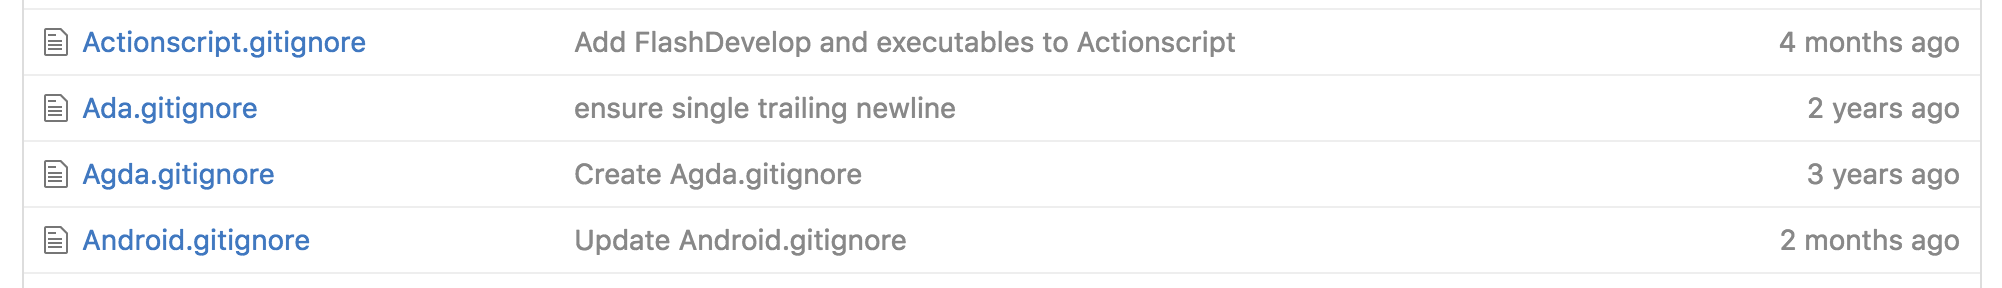 Actionscript.gitignore Add FlashDevelop and executables to Actionscript 4 months ago
Ada.gitignore ensure single trailing newline 2 years ago
Agda.gitignore Create Agda.gitignore 3 years ago
Android.gitignore Update Android.gitignore 2 months ago